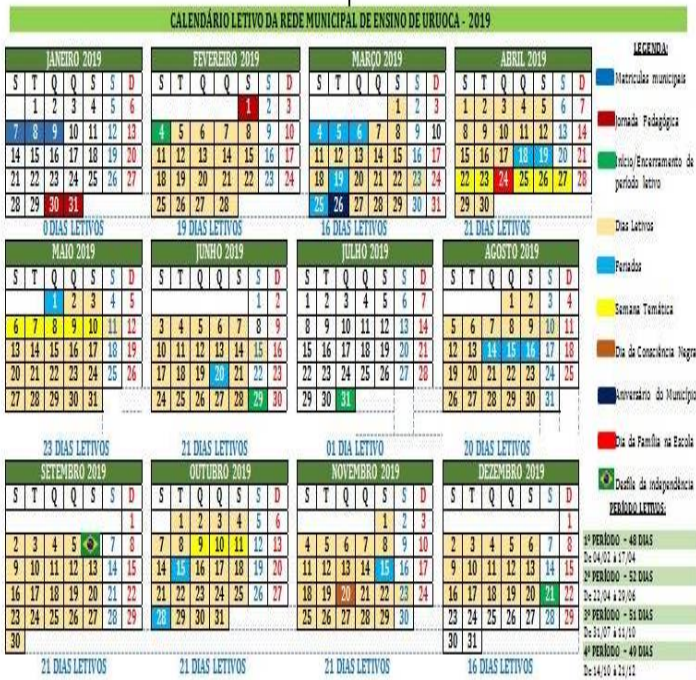 CALENDÁRIO LETIVO DA REDE MUNICIPAL DE ENSINO DE URUOCA - 2019
JANEIRO 2019
S T Q Q S S D
1 2 3 4 5 6
7 8 9 10 11 12 13
14 15 16 17 18 19 20
21 22 23 24 25 26 27
28 29 30 31
0 DIAS LETIVOS
FEVEREIRO 2019
S T Q Q S S D
1 2 3
4 5 6 7 8 9 10
11 12 13 14 15 16 17
18 19 20 21 22 23 24
25 26 27 28
19 DIAS LETIVOS
MARÇO 2019
S T Q Q S S D
1 2 3
4 5 6 7 8 9 10
11 12 13 14 15 16 17
18 19 20 21 22 23 24
25 26 27 28 29 30 31
16 DIAS LETIVOS
ABRIL 2019
S T Q Q S S D
1 2 3 4 5 6 7
8 9 10 11 12 13 14
15 16 17 18 19 20 21
22 23 24 25 26 27 28
29 30
21 DIAS LETIVOS
MAIO 2019
S T Q Q S S D
1 2 3 4 5
6 7 8 9 10 11 12
13 14 15 16 17 18 19
20 21 22 23 24 25 26
27 28 29 30 31
23 DIAS LETIVOS
JUNHO 2019
S T Q Q S S D
1 2
3 4 5 6 7 8 9
10 11 12 13 14 15 16
17 18 19 20 21 22 23
24 25 26 27 28 29 30
21 DIAS LETIVOS
JULHO 2019
S T Q Q S S D
1 2 3 4 5 6 7
8 9 10 11 12 13 14
15 16 17 18 19 20 21
22 23 24 25 26 27 28
29 30 31
01 DIA LETIVO
AGOSTO 2019
S T Q Q S S D
1 2 3 4
5 6 7 8 9 10 11
12 13 14 15 16 17 18
19 20 21 22 23 24 25
26 27 28 29 30 31
20 DIAS LETIVOS
SETEMBRO 2019
S T Q Q S S D
1
2 3 4 5 7 8
9 10 11 12 13 14 15
16 17 18 19 20 21 22
23 24 25 26 27 28 29
30
21 DIAS LETIVOS
OUTUBRO 2019
S T Q Q S S D
1 2 3 4 5 6
7 8 9 10 11 12 13
14 15 16 17 18 19 20
21 22 23 24 25 26 27
28 29 30 31
21 DIAS LETIVOS
NOVEMBRO 2019
S T Q Q S S D
1 2 3
4 5 6 7 8 9 10
11 12 13 14 15 16 17
18 19 20 21 22 23 24
25 26 27 28 29 30
21 DIAS LETIVOS
DEZEMBRO 2019
S T Q Q S S D
1
2 3 4 5 6 7 8
9 10 11 12 13 14 15
16 17 18 19 20 21 22
23 24 25 26 27 28 29
30 31
16 DIAS LETIVOS
LEGENDA:
Matrículas municipais
Jornada Pedagógica
Início/Encerramento de
período letivo
Dias Letivos
Feriados
Semana Temática
Dia da Consciência Negra
Aniversário do Município
Dia da Família na Escola
Desfile da independência
PERÍODO LETIVOS:
1º PERÍODO - 48 DIAS
De 04/02 à 17/04
2º PERÍODO - 52 DIAS
De 22/04 à 29/06
3º PERÍODO - 51 DIAS
De 31/07 à 11/10
4º PERÍODO - 49 DIAS
De 14/10 à 21/12